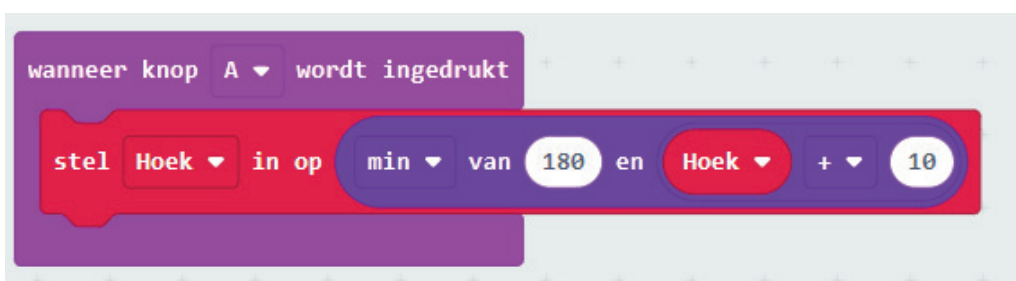 wanneer knop A wordt ingedrukt
stel Hoek in op min van 180 en Hoek + 10